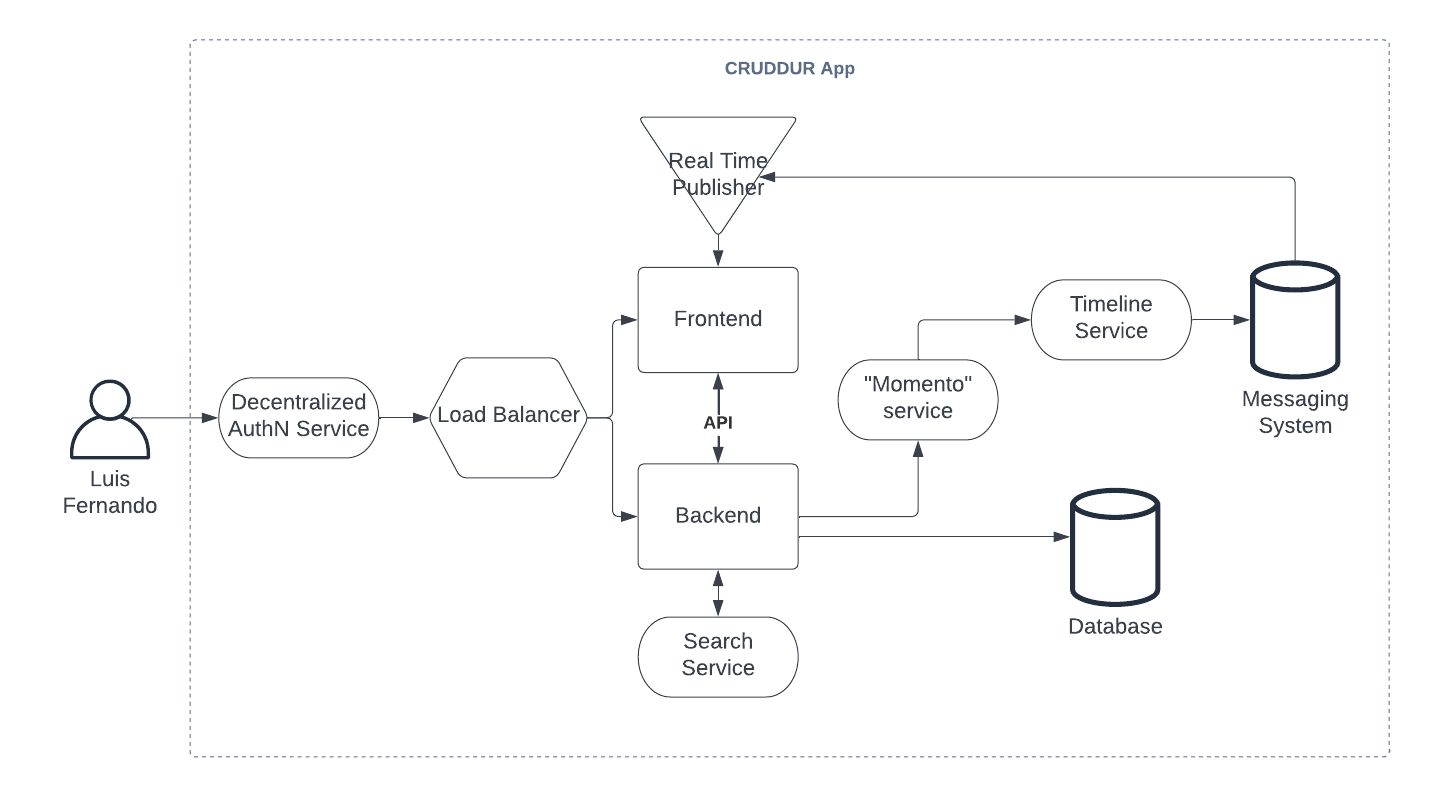 CRUDDUR App
Real Time
Publisher
Frontend
Timeline
Service
"Momento"
service
Messaging
System
Decentralized
AuthN Service
Load Balancer
API
Luis
Fernando
Backend
Database
Search
Service